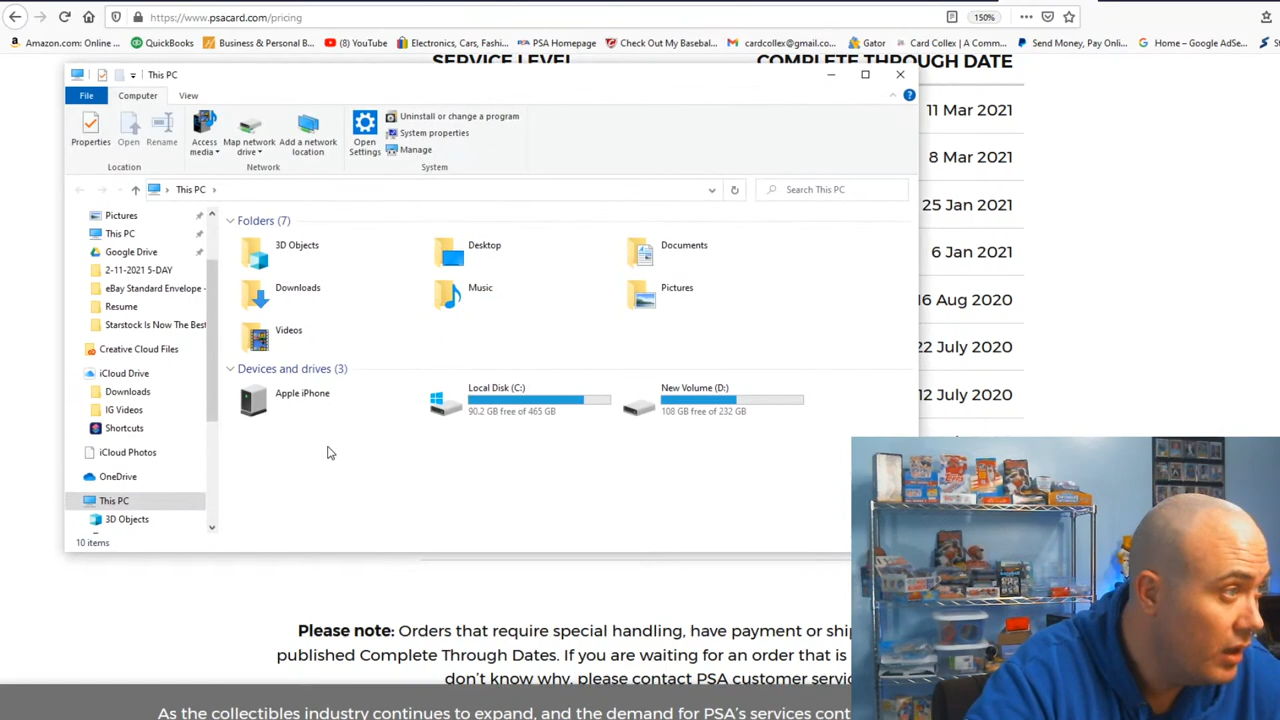 https://www.psacard.com/pricing
150%
Amazon.com: Online ...
QuickBooks
Business & Personal B...
(8) YouTube
Electronics, Cars, Fashi...
PSA Homepage
Check Out My Basebal...
cardcollex@gmail.co...
Gator
Card Collex | A Comm...
Send Money, Pay Onli...
Home – Google AdSe...
SERVICE LEVEL
COMPLETE THROUGH DATE
This PC
File
Computer
View
Properties
Open
Rename
Access media
Map network drive
Add a network location
Open Settings
Uninstall or change a program
System properties
Manage
Location
Network
System
This PC
Search This PC
Pictures
This PC
Google Drive
2-11-2021 5-DAY
eBay Standard Envelope -
Resume
Starstock Is Now The Best
Creative Cloud Files
iCloud Drive
Downloads
IG Videos
Shortcuts
iCloud Photos
OneDrive
This PC
3D Objects
10 items
Folders (7)
3D Objects
Desktop
Documents
Downloads
Music
Pictures
Videos
Devices and drives (3)
Apple iPhone
Local Disk (C:)
90.2 GB free of 465 GB
New Volume (D:)
108 GB free of 232 GB
11 Mar 2021
8 Mar 2021
25 Jan 2021
6 Jan 2021
16 Aug 2020
22 July 2020
12 July 2020
Please note: Orders that require special handling, have payment or ship
published Complete Through Dates. If you are waiting for an order that is
don't know why, please contact PSA customer servic
As the collectibles industry continues to expand, and the demand for PSA's services cont